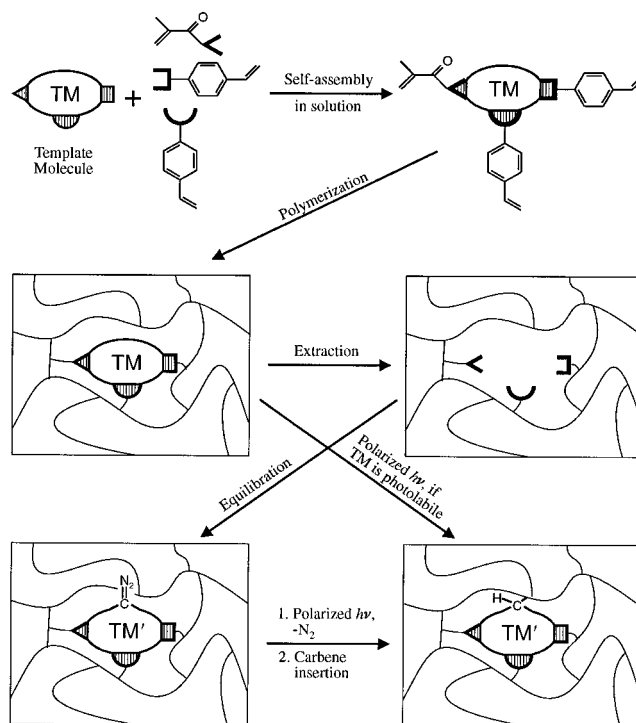 O
TM
+
Template
Molecule
Self-assembly
in solution
O
TM
Polymerization
TM
Extraction
Equilibration
Polarized hν, if
TM is photolabile
N₂
C
TM′
1. Polarized hν,
-N₂
2. Carbene
insertion
H
C
TM′